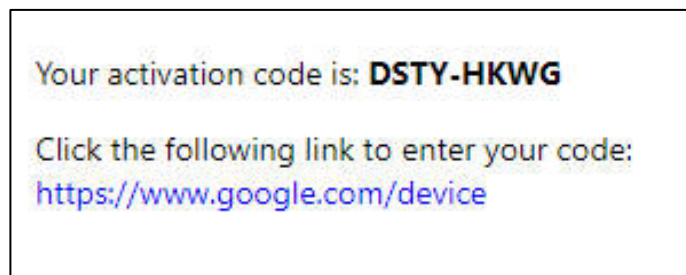 Your activation code is: DSTY-HKWG
Click the following link to enter your code:
https://www.google.com/device